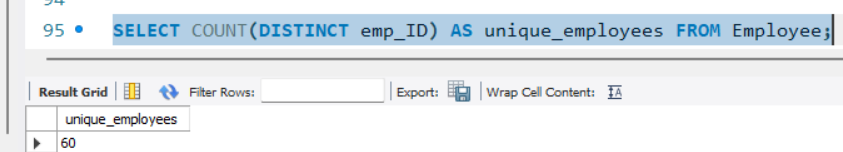 95 SELECT COUNT(DISTINCT emp_ID) AS unique_employees FROM Employee;
Result Grid Filter Rows: Export: Wrap Cell Content: IA
unique_employees
60